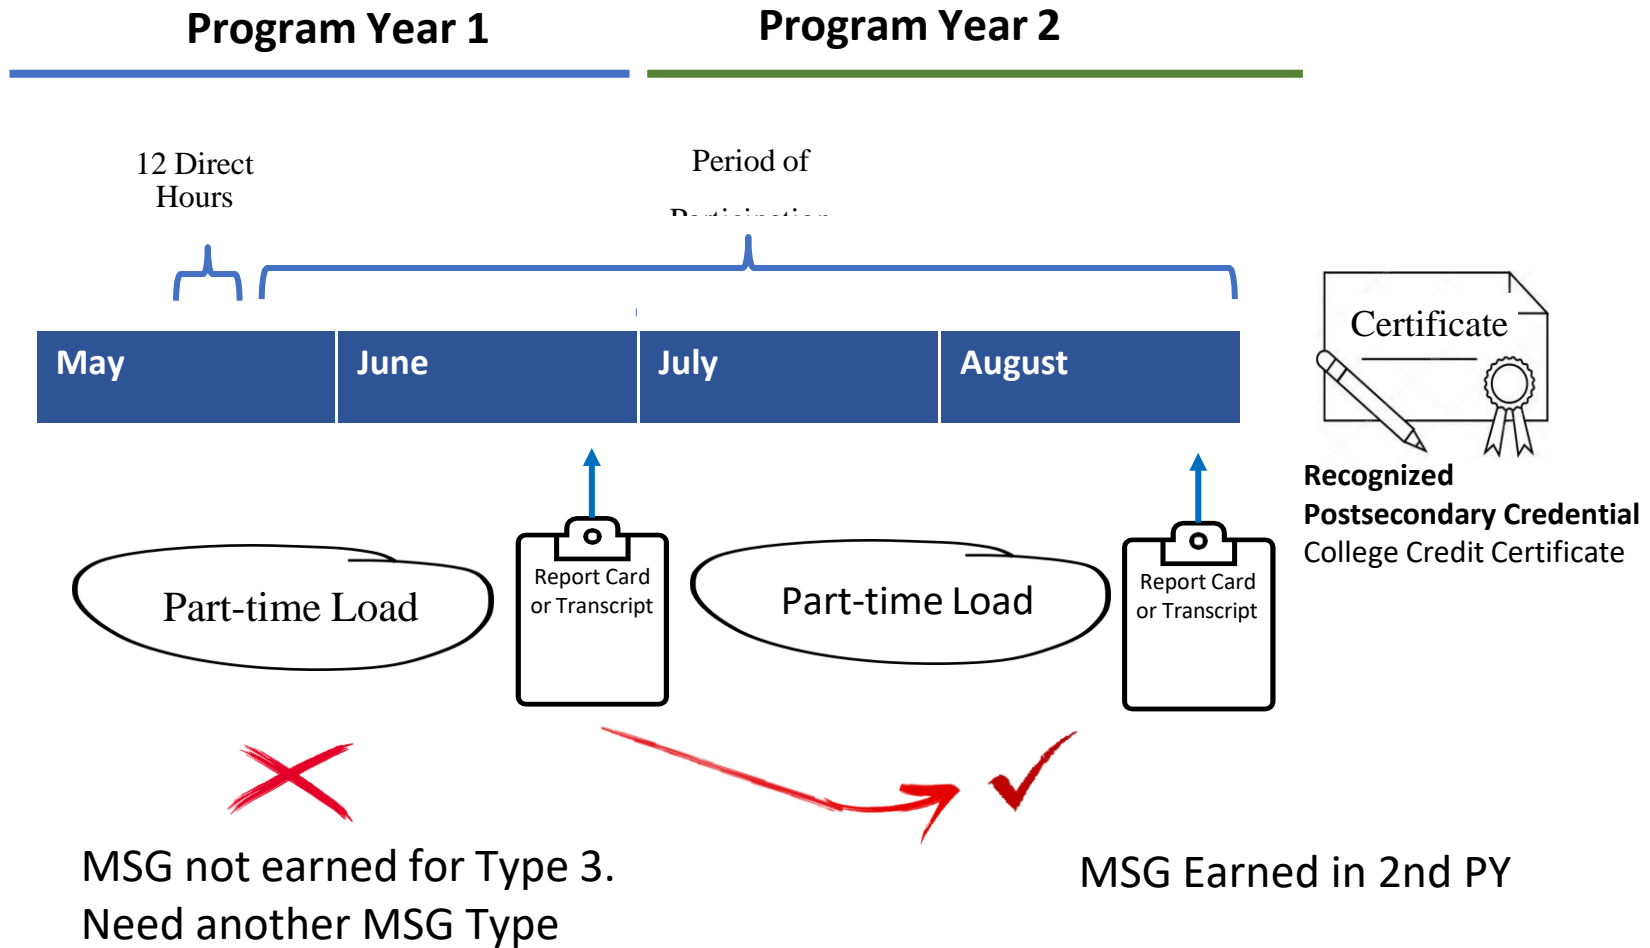 Program Year 1
Program Year 2
12 Direct
Hours
Period of
Participation
May
June
July
August
Certificate
Recognized
Postsecondary Credential
College Credit Certificate
Part-time Load
Report Card
or Transcript
Part-time Load
Report Card
or Transcript
MSG not earned for Type 3.
Need another MSG Type
MSG Earned in 2nd PY